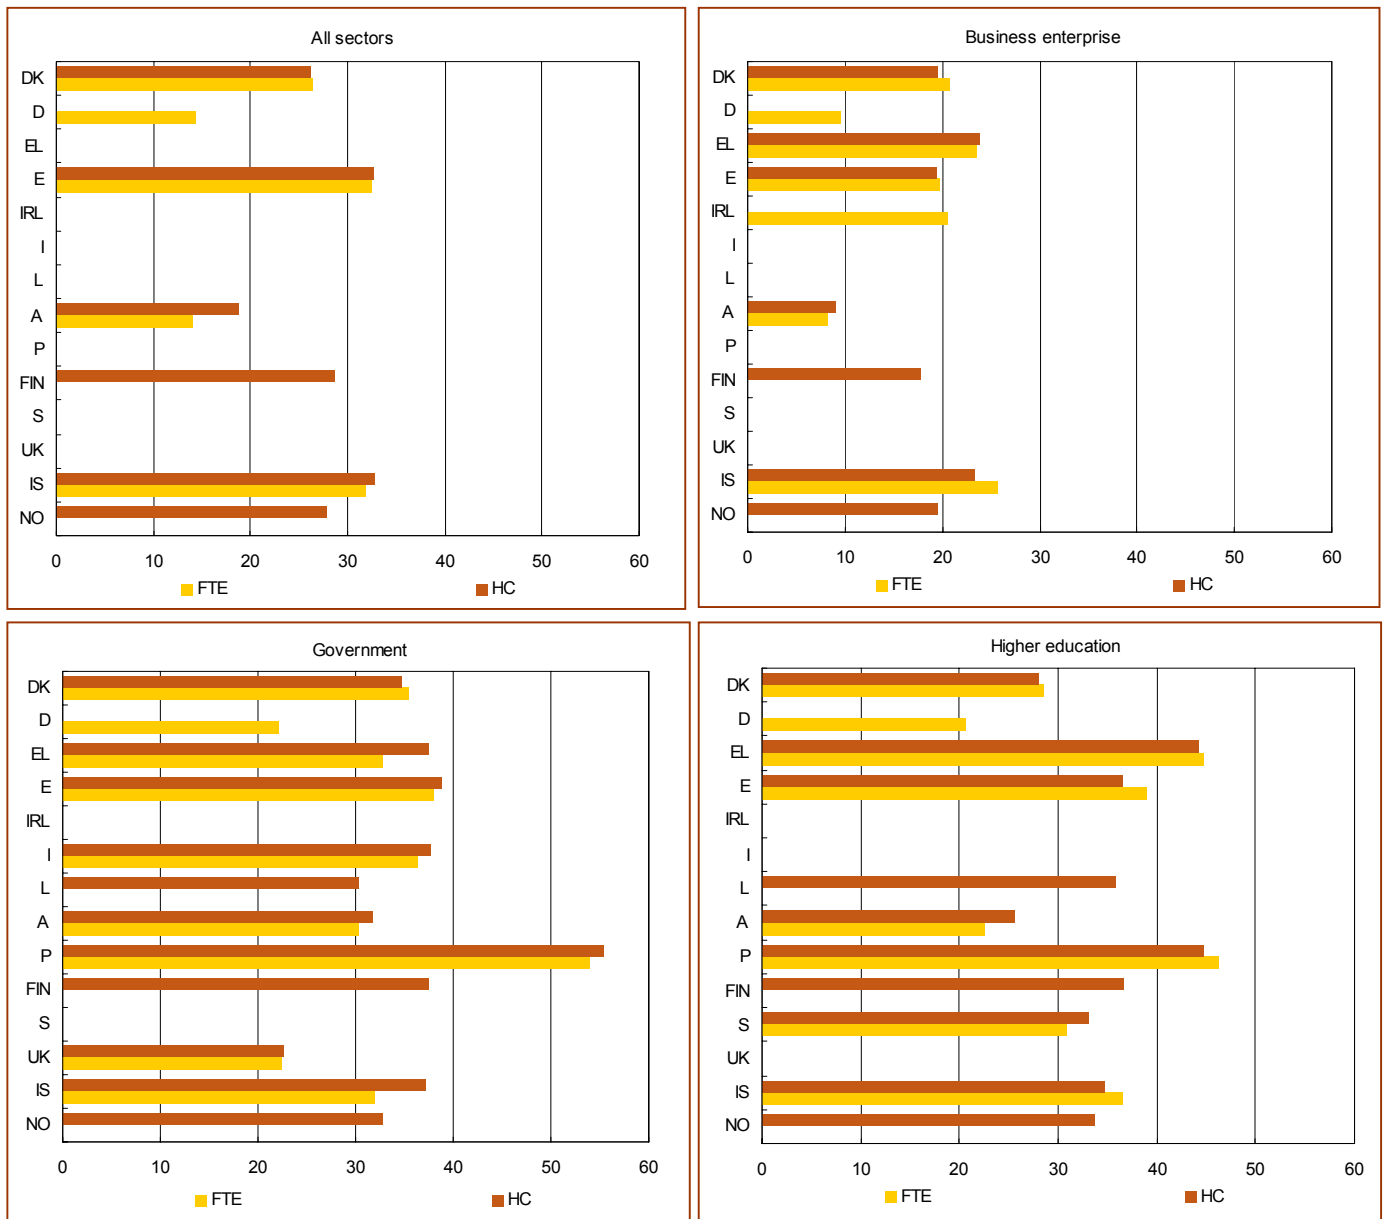 All sectors
DK
D
EL
E
IRL
I
L
A
P
FIN
S
UK
IS
NO
0 10 20 30 40 50 60
FTE HC
Business enterprise
DK
D
EL
E
IRL
I
L
A
P
FIN
S
UK
IS
NO
0 10 20 30 40 50 60
FTE HC
Government
DK
D
EL
E
IRL
I
L
A
P
FIN
S
UK
IS
NO
0 10 20 30 40 50 60
FTE HC
Higher education
DK
D
EL
E
IRL
I
L
A
P
FIN
S
UK
IS
NO
0 10 20 30 40 50 60
FTE HC